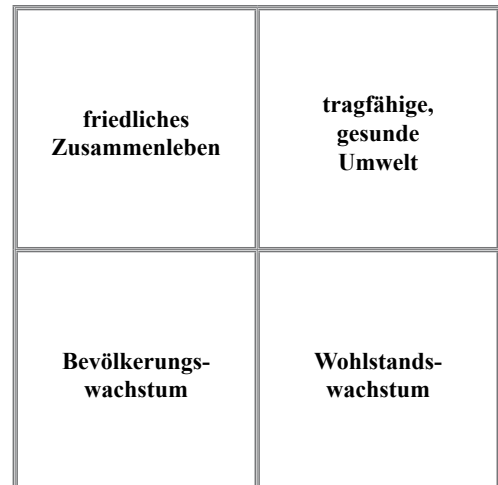 friedliches
Zusammenleben
tragfähige,
gesunde
Umwelt
Bevölkerungs-
wachstum
Wohlstands-
wachstum